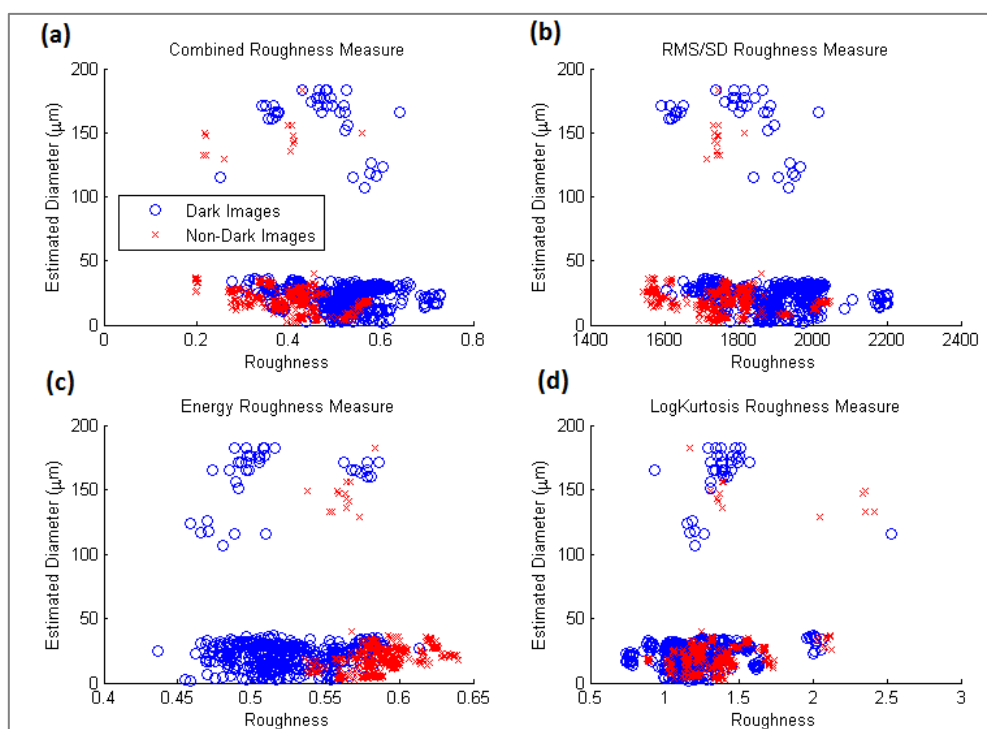 (a)
Combined Roughness Measure
200
150
100
50
0
Estimated Diameter (μm)
Dark Images
Non-Dark Images
0 0.2 0.4 0.6 0.8
Roughness
(b)
RMS/SD Roughness Measure
200
150
100
50
0
Estimated Diameter (μm)
1400 1600 1800 2000 2200 2400
Roughness
(c)
Energy Roughness Measure
200
150
100
50
0
Estimated Diameter (μm)
0.4 0.45 0.5 0.55 0.6 0.65
Roughness
(d)
LogKurtosis Roughness Measure
200
150
100
50
0
Estimated Diameter (μm)
0.5 1 1.5 2 2.5 3
Roughness